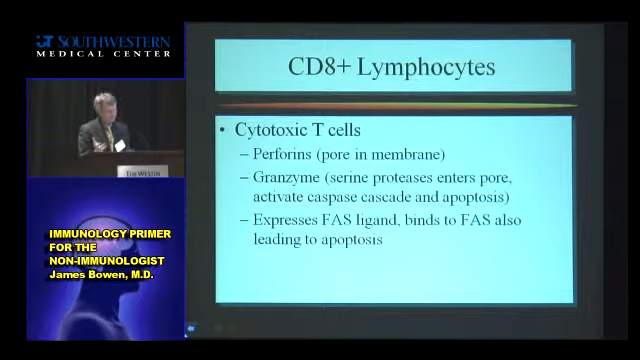 UT SOUTHWESTERN
MEDICAL CENTER
THE WESTIN
IMMUNOLOGY PRIMER
FOR THE
NON-IMMUNOLOGIST
James Bowen, M.D.
CD8+ Lymphocytes
• Cytotoxic T cells
– Perforins (pore in membrane)
– Granzyme (serine proteases enters pore,
activate caspase cascade and apoptosis)
– Expresses FAS ligand, binds to FAS also
leading to apoptosis